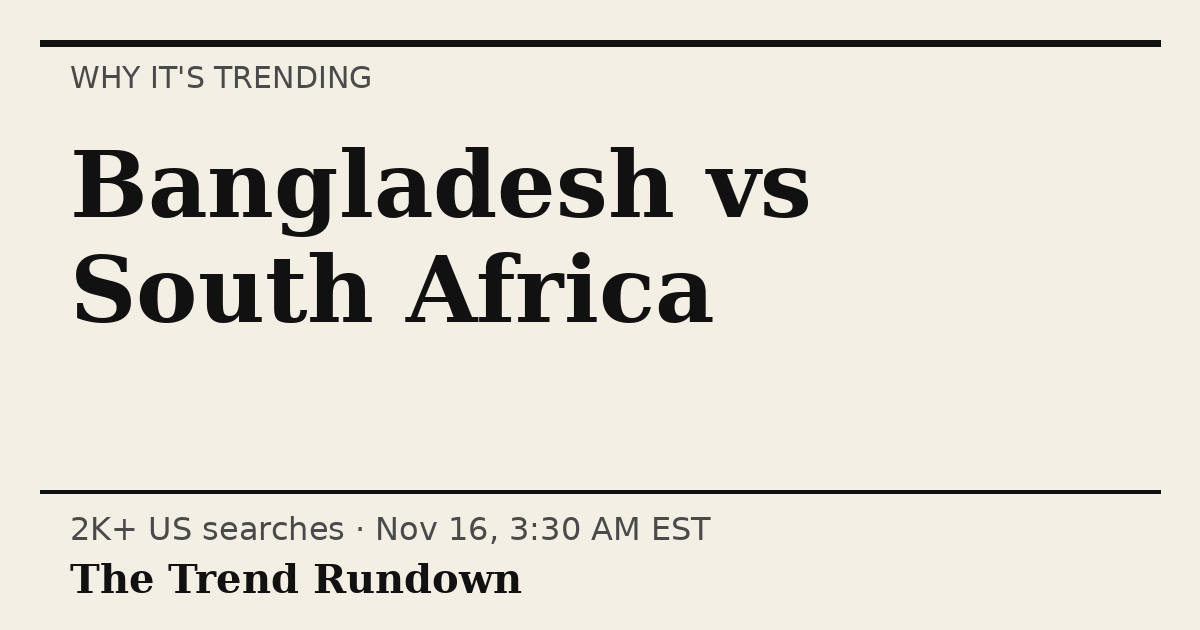 WHY IT'S TRENDING
Bangladesh vs
South Africa
2K+ US searches · Nov 16, 3:30 AM EST
The Trend Rundown